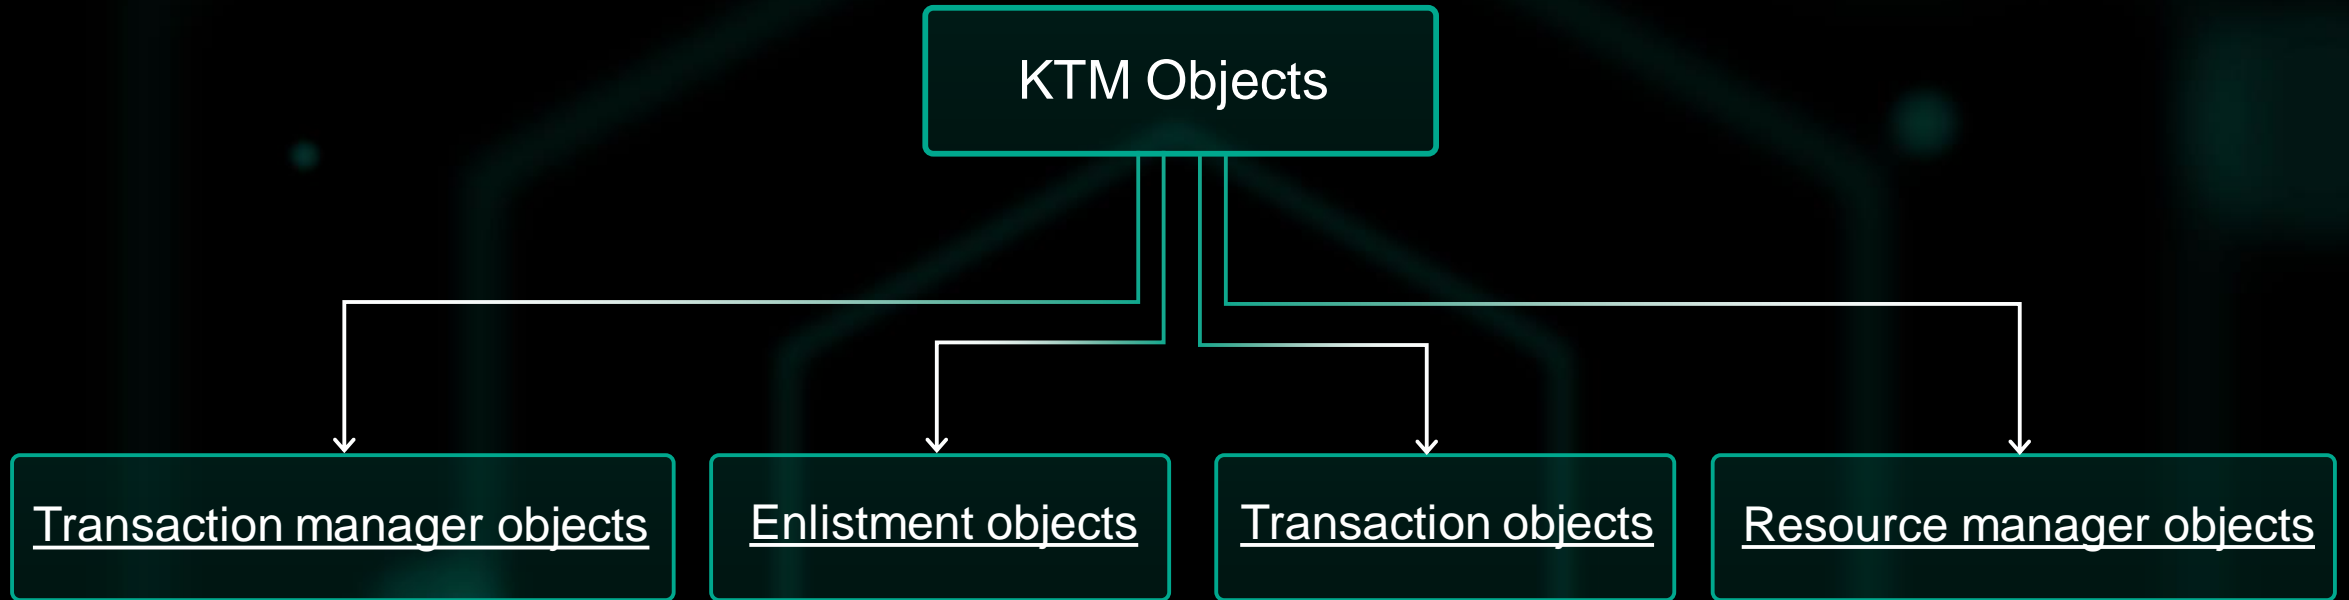 KTM Objects
Transaction manager objects
Enlistment objects
Transaction objects
Resource manager objects